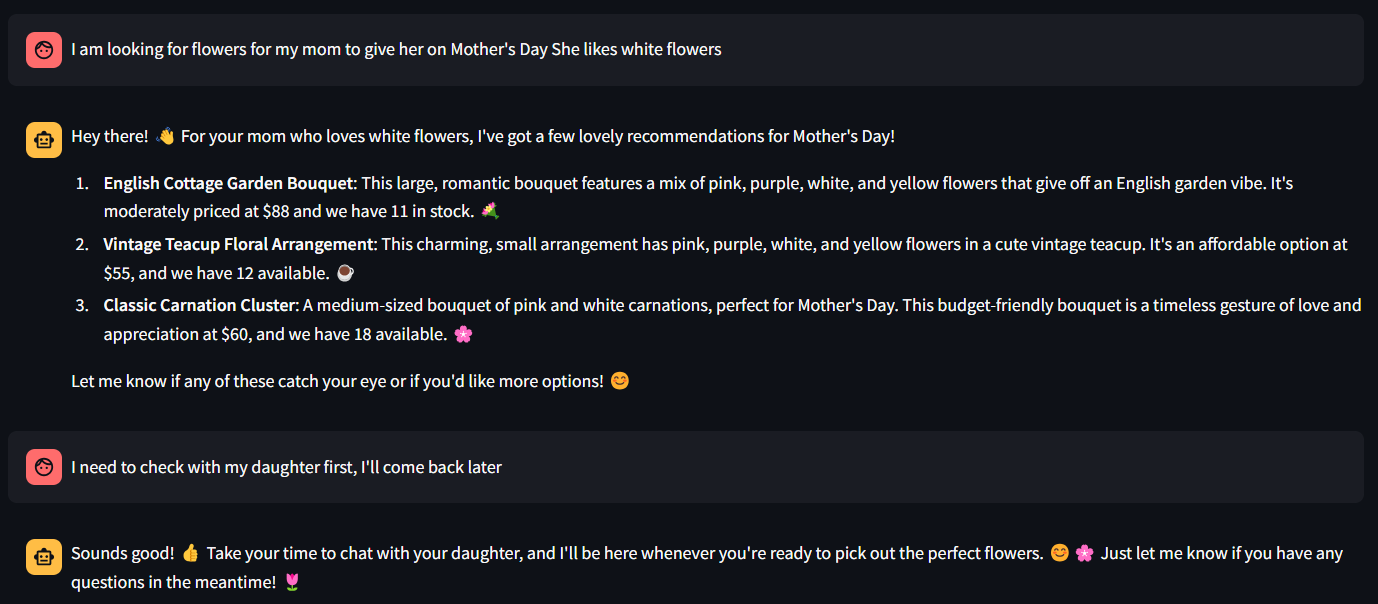 I am looking for flowers for my mom to give her on Mother's Day She likes white flowers
Hey there! 👋 For your mom who loves white flowers, I've got a few lovely recommendations for Mother's Day!
1. English Cottage Garden Bouquet: This large, romantic bouquet features a mix of pink, purple, white, and yellow flowers that give off an English garden vibe. It's
moderately priced at $88 and we have 11 in stock. 💐
2. Vintage Teacup Floral Arrangement: This charming, small arrangement has pink, purple, white, and yellow flowers in a cute vintage teacup. It's an affordable option at
$55, and we have 12 available. ☕
3. Classic Carnation Cluster: A medium-sized bouquet of pink and white carnations, perfect for Mother's Day. This budget-friendly bouquet is a timeless gesture of love and
appreciation at $60, and we have 18 available. 🌸
Let me know if any of these catch your eye or if you'd like more options! 😊
I need to check with my daughter first, I'll come back later
Sounds good! 👍 Take your time to chat with your daughter, and I'll be here whenever you're ready to pick out the perfect flowers. 😊 🌸 Just let me know if you have any
questions in the meantime! 🌷